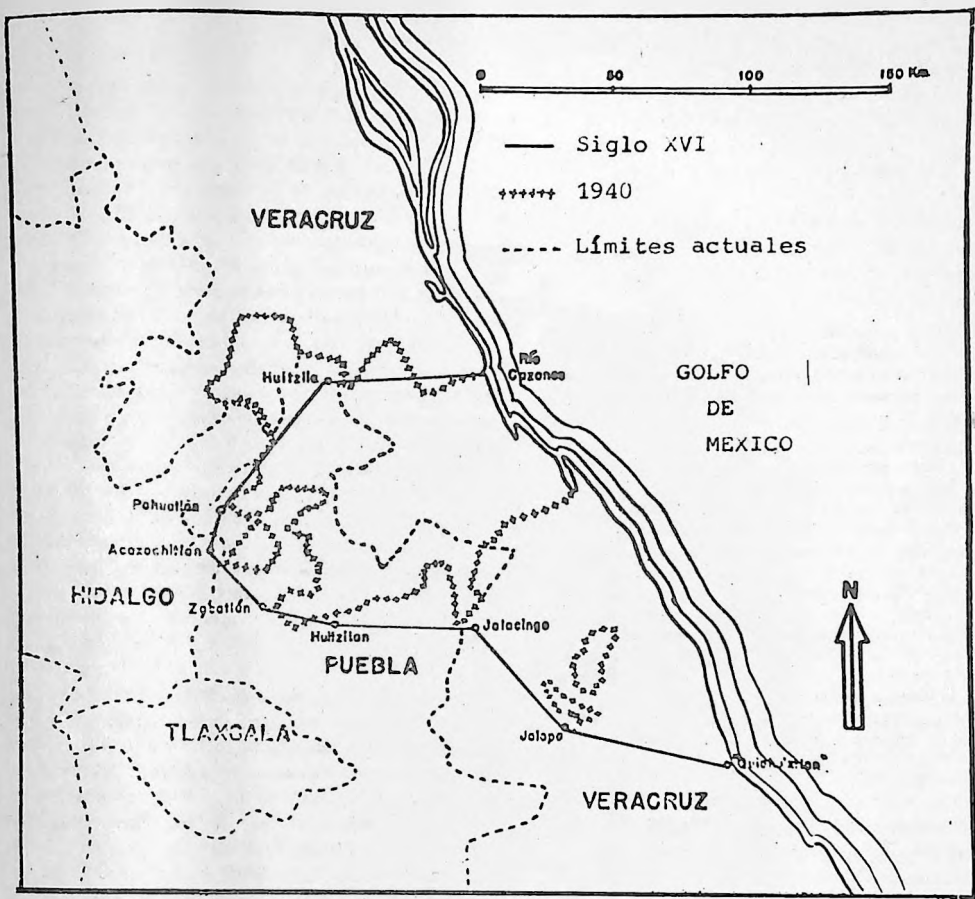 0 50 100 150 Km.
Siglo XVI
1940
Límites actuales
VERACRUZ
Huitzila
Río
Cazones
GOLFO
DE
MEXICO
Pahuatlán
Acaxochitlán
HIDALGO
Zacatlán
Huitzilan
Jalacingo
N
PUEBLA
TLAXCALA
Jalapa
VERACRUZ